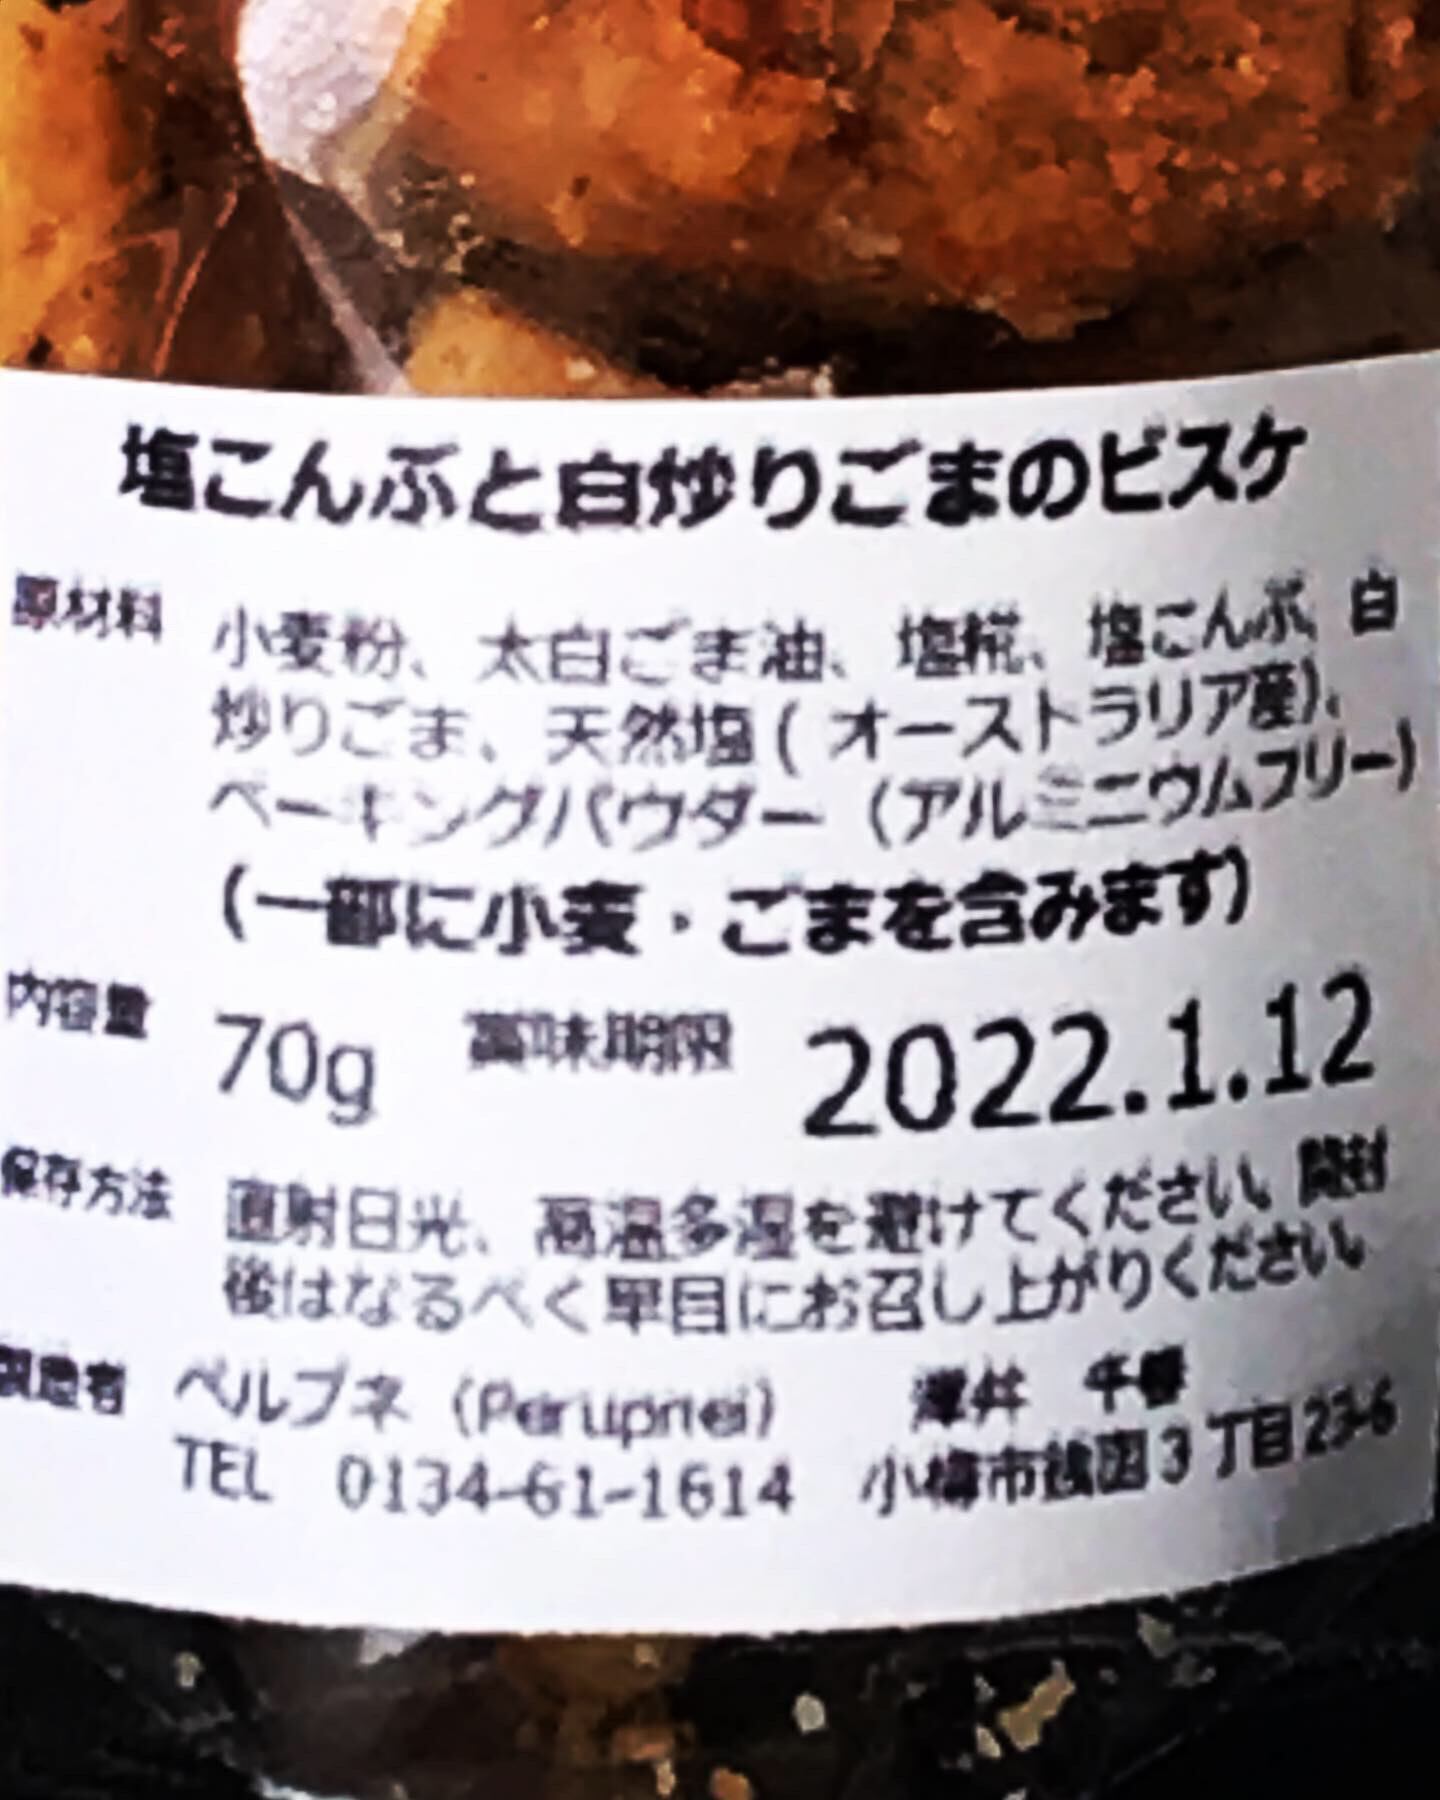 塩こんぶと白炒りごまのビスケ
原材料 小麦粉、太白ごま油、塩糀、塩こんぶ、白
炒りごま、天然塩(オーストラリア産)、
ベーキングパウダー（アルミニウムフリー)
(一部に小麦・ごまを含みます)
内容量 70g 賞味期限 2022.1.12
保存方法 直射日光、高温多湿を避けてください。開封
後はなるべく早目にお召し上がりください。
製造者 ペルプネ（Perupnei） 澤井 千春
TEL 0134-61-1614 小樽市銭函3丁目23-6